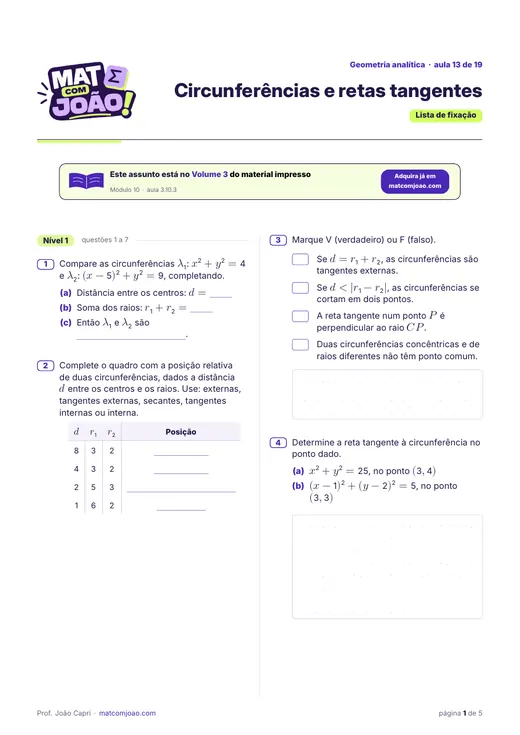 MAT
COM
JOÃO!
Σ
Geometria analítica · aula 13 de 19
Circunferências e retas tangentes
Lista de fixação
Este assunto está no Volume 3 do material impresso
Módulo 10 · aula 3.10.3
Adquira já em
matcomjoao.com
Nível 1 questões 1 a 7
1 Compare as circunferências λ₁: x² + y² = 4
e λ₂: (x − 5)² + y² = 9, completando.
(a) Distância entre os centros: d = ____
(b) Soma dos raios: r₁ + r₂ = ____
(c) Então λ₁ e λ₂ são
____________________.
2 Complete o quadro com a posição relativa
de duas circunferências, dados a distância
d entre os centros e os raios. Use: externas,
tangentes externas, secantes, tangentes
internas ou interna.
d r₁ r₂ Posição
8 3 2 __________
4 3 2 __________
2 5 3 ____________________
1 6 2 _________
3 Marque V (verdadeiro) ou F (falso).
Se d = r₁ + r₂, as circunferências são
tangentes externas.
Se d < |r₁ − r₂|, as circunferências se
cortam em dois pontos.
A reta tangente num ponto P é
perpendicular ao raio CP.
Duas circunferências concêntricas e de
raios diferentes não têm ponto comum.
4 Determine a reta tangente à circunferência no
ponto dado.
(a) x² + y² = 25, no ponto (3, 4)
(b) (x − 1)² + (y − 2)² = 5, no ponto
(3, 3)
Prof. João Capri · matcomjoao.com
página 1 de 5